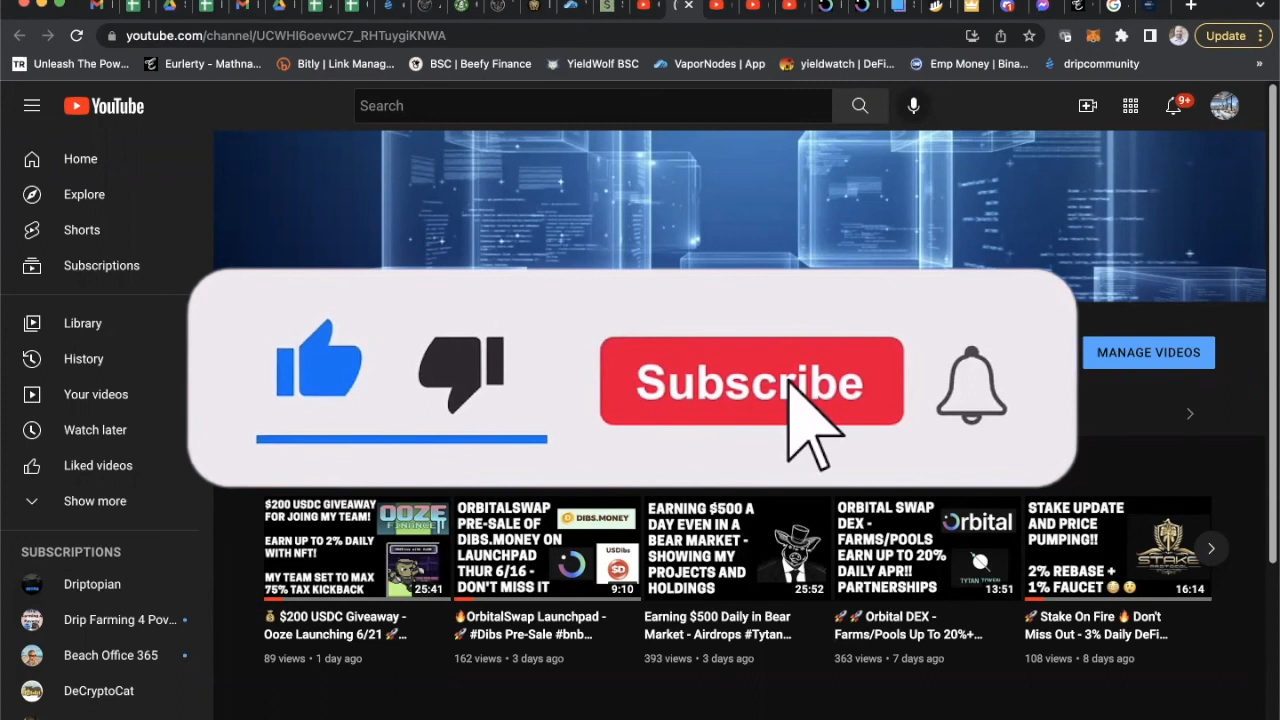 youtube.com/channel/UCWHI6oevwC7_RHTuygiKNWA
Update
Unleash The Pow...
Eurlerty - Mathna...
Bitly | Link Manag...
BSC | Beefy Finance
YieldWolf BSC
VaporNodes | App
yieldwatch | DeFi...
Emp Money | Bina...
dripcommunity
»
YouTube
Search
9+
Home
Explore
Shorts
Subscriptions
Library
History
Your videos
Watch later
Liked videos
Show more
SUBSCRIPTIONS
Driptopian
Drip Farming 4 Pov...
Beach Office 365
DeCryptoCat
MANAGE VIDEOS
Subscribe
$200 USDC GIVEAWAY
FOR JOING MY TEAM!
EARN UP TO 2% DAILY
WITH NFT!
MY TEAM SET TO MAX
75% TAX KICKBACK
OOZE
FINANCE
25:41
💰 $200 USDC Giveaway -
Ooze Launching 6/21 🚀...
89 views • 1 day ago
ORBITALSWAP
PRE-SALE OF
DIBS.MONEY ON
LAUNCHPAD
THUR 6/16 -
DON'T MISS IT
DIBS.MONEY
USDibs
9:10
🔥OrbitalSwap Launchpad -
🚀 #Dibs Pre-Sale #bnb...
162 views • 3 days ago
EARNING $500 A
DAY EVEN IN A
BEAR MARKET -
SHOWING MY
PROJECTS AND
HOLDINGS
25:52
Earning $500 Daily in Bear
Market - Airdrops #Tytan...
393 views • 3 days ago
ORBITAL SWAP
DEX -
FARMS/POOLS
EARN UP TO 20%
DAILY APR!!
PARTNERSHIPS
Orbital
13:51
🚀 🚀 Orbital DEX -
Farms/Pools Up To 20%+...
363 views • 7 days ago
STAKE UPDATE
AND PRICE
PUMPING!!
2% REBASE +
1% FAUCET
STAKE
PROTOCOL
16:14
🚀 Stake On Fire 🔥 Don't
Miss Out - 3% Daily DeFi...
108 views • 8 days ago